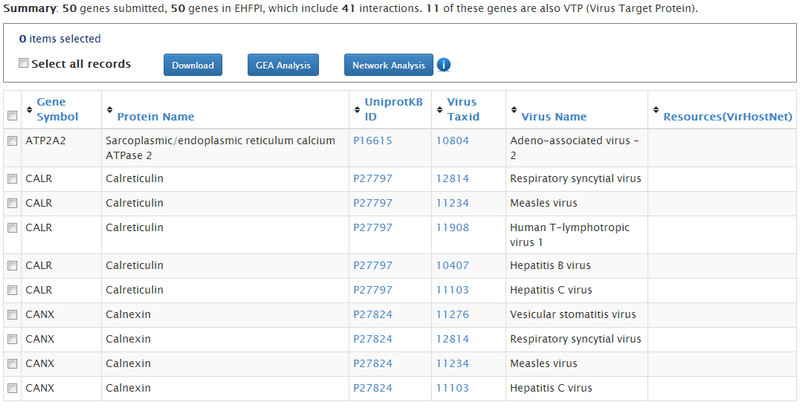 Summary: 50 genes submitted, 50 genes in EHFPI, which include 41 interactions. 11 of these genes are also VTP (Virus Target Protein).
0 items selected
Select all records Download GEA Analysis Network Analysis i
Gene Symbol Protein Name UniprotKB ID Virus Taxid Virus Name Resources(VirHostNet)
ATP2A2 Sarcoplasmic/endoplasmic reticulum calcium P16615 10804 Adeno-associated virus -
ATPase 2 2
CALR Calreticulin P27797 12814 Respiratory syncytial virus
CALR Calreticulin P27797 11234 Measles virus
CALR Calreticulin P27797 11908 Human T-lymphotropic
virus 1
CALR Calreticulin P27797 10407 Hepatitis B virus
CALR Calreticulin P27797 11103 Hepatitis C virus
CANX Calnexin P27824 11276 Vesicular stomatitis virus
CANX Calnexin P27824 12814 Respiratory syncytial virus
CANX Calnexin P27824 11234 Measles virus
CANX Calnexin P27824 11103 Hepatitis C virus